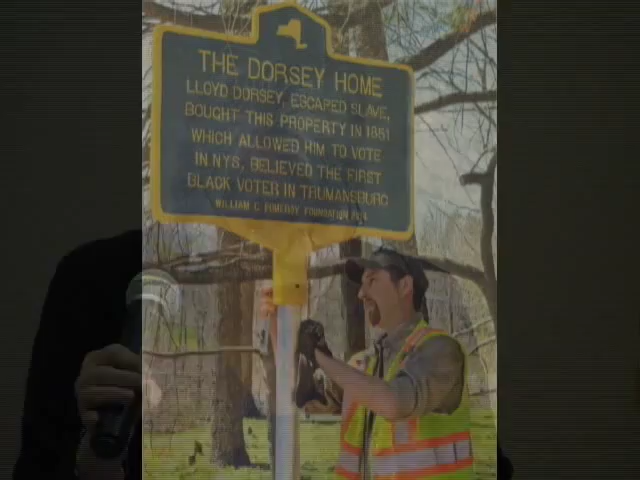 THE DORSEY HOME
LLOYD DORSEY, ESCAPED SLAVE,
BOUGHT THIS PROPERTY IN 1851
WHICH ALLOWED HIM TO VOTE
IN NYS, BELIEVED THE FIRST
BLACK VOTER IN TRUMANSBURG
WILLIAM G. POMEROY FOUNDATION